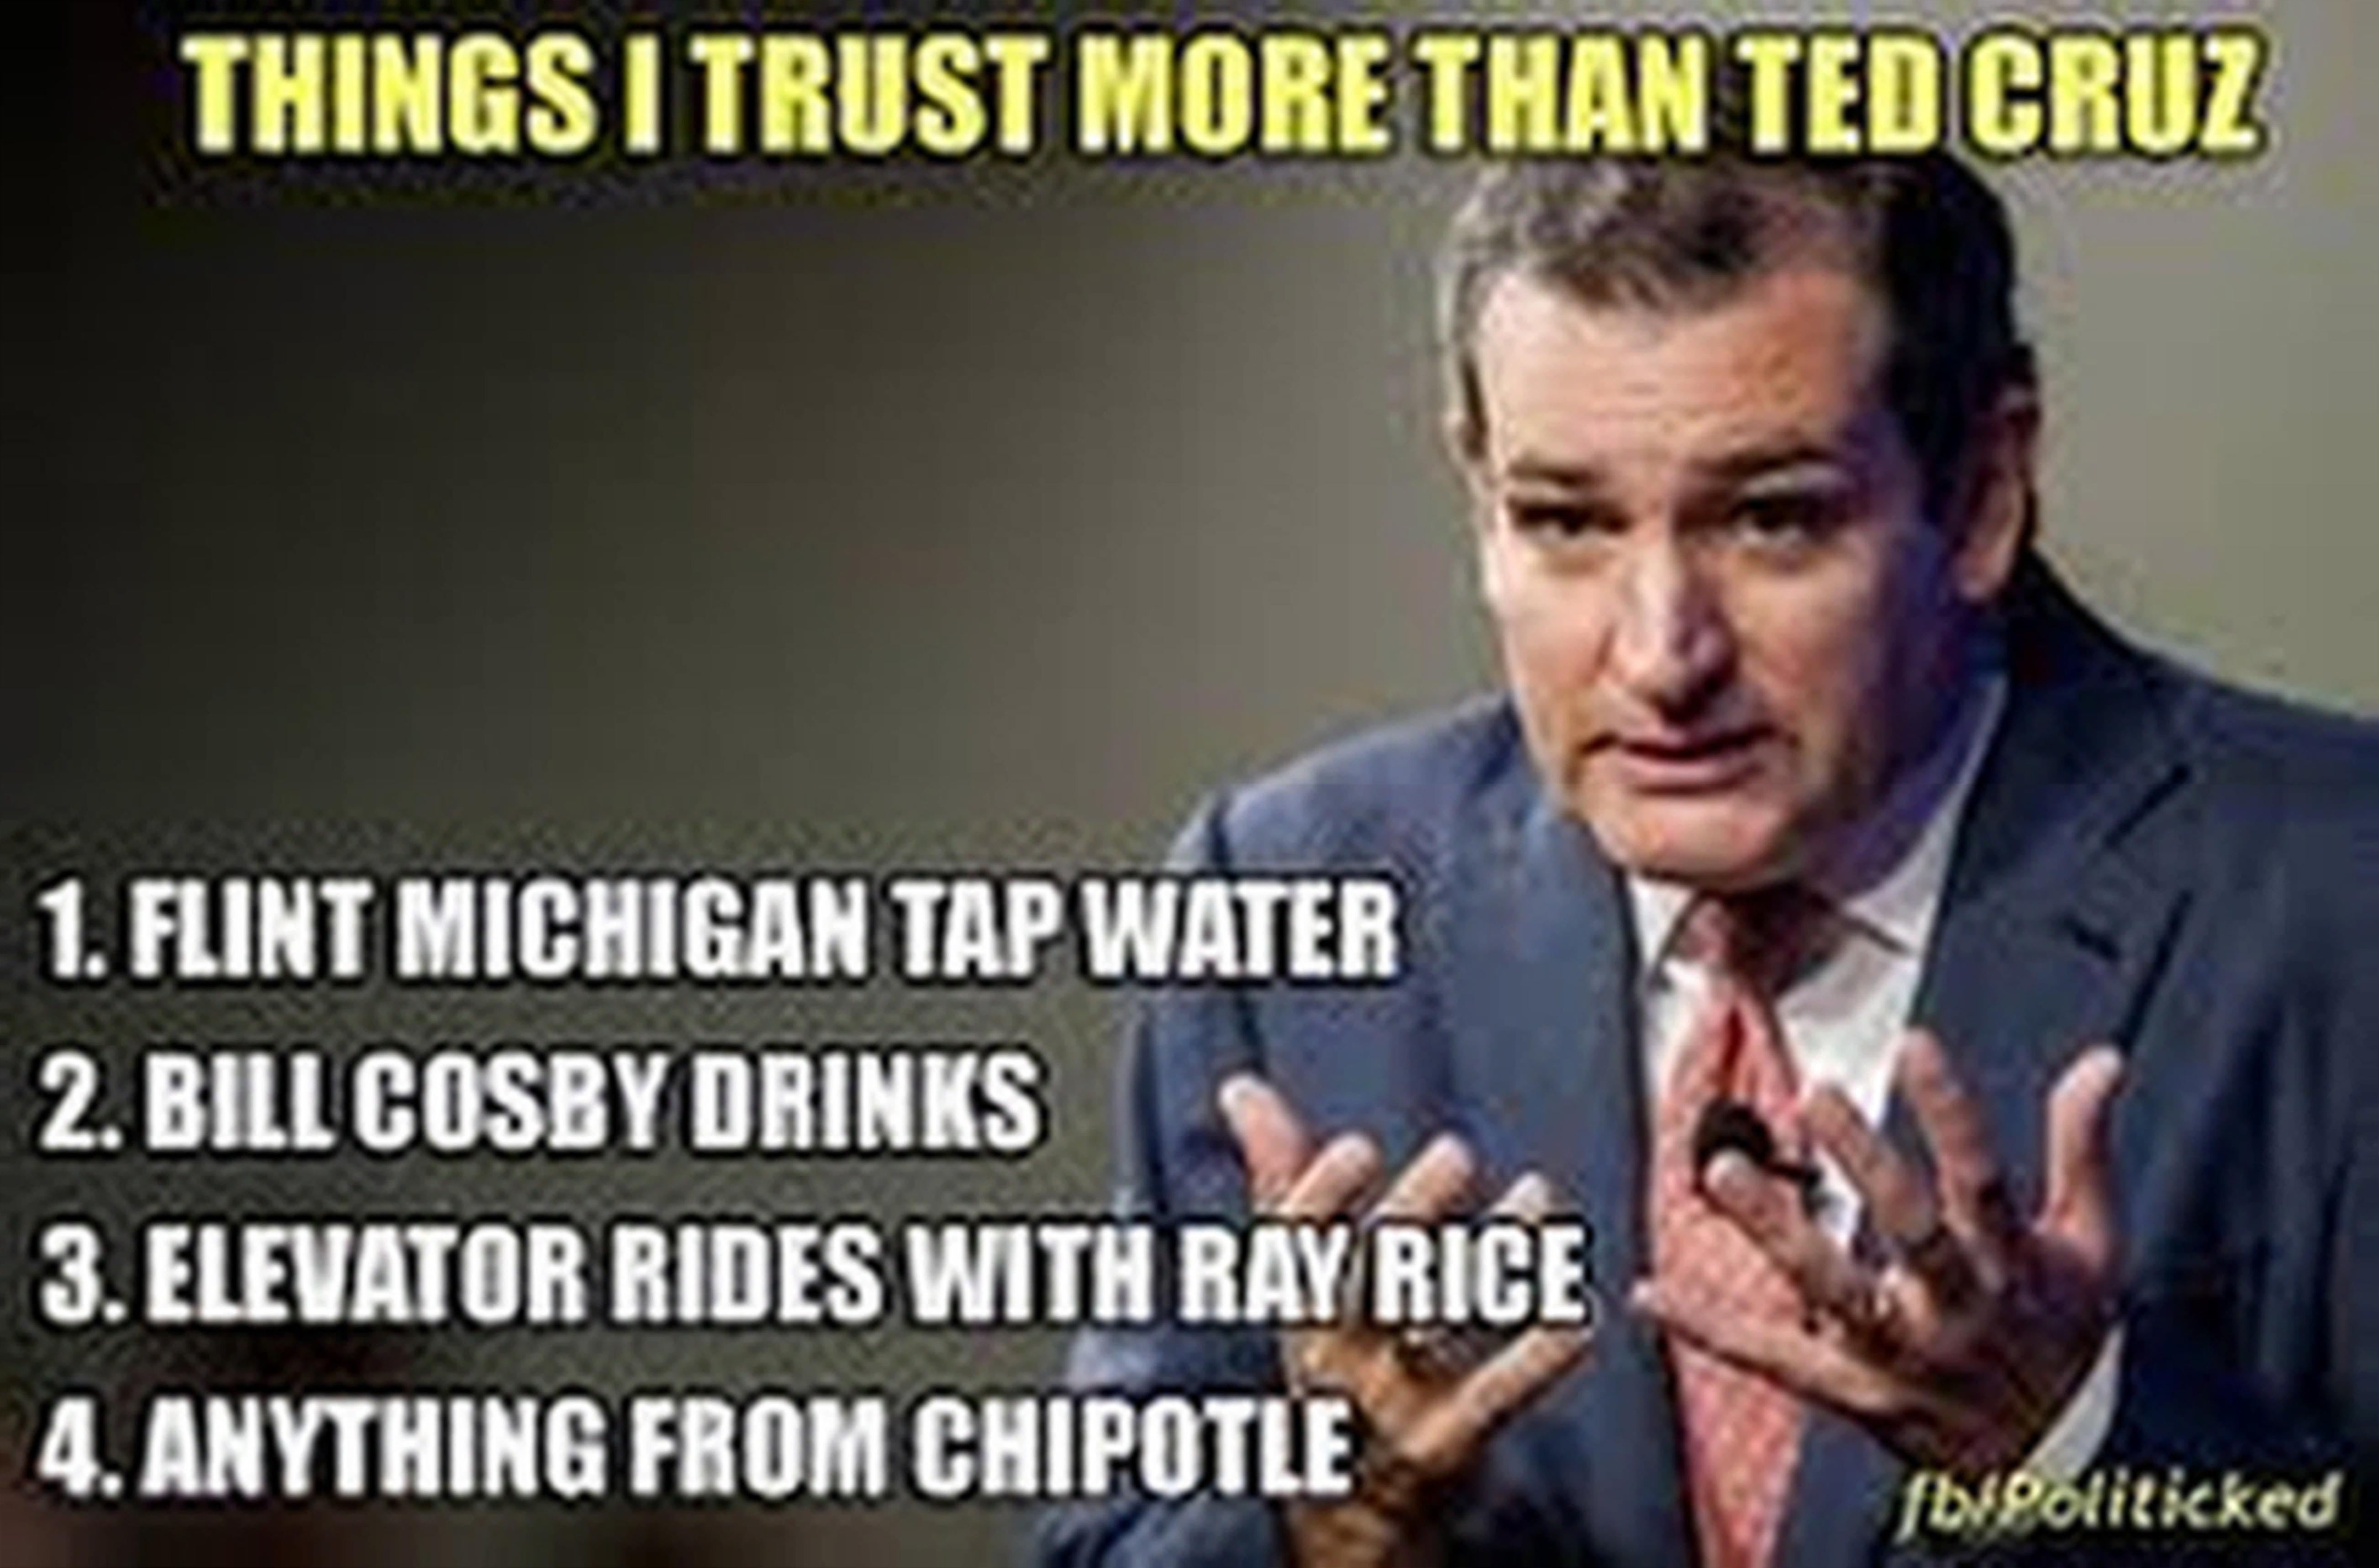 THINGS I TRUST MORE THAN TED CRUZ
1. FLINT MICHIGAN TAP WATER
2. BILL COSBY DRINKS
3. ELEVATOR RIDES WITH RAY RICE
4. ANYTHING FROM CHIPOTLE
fb/Politicked